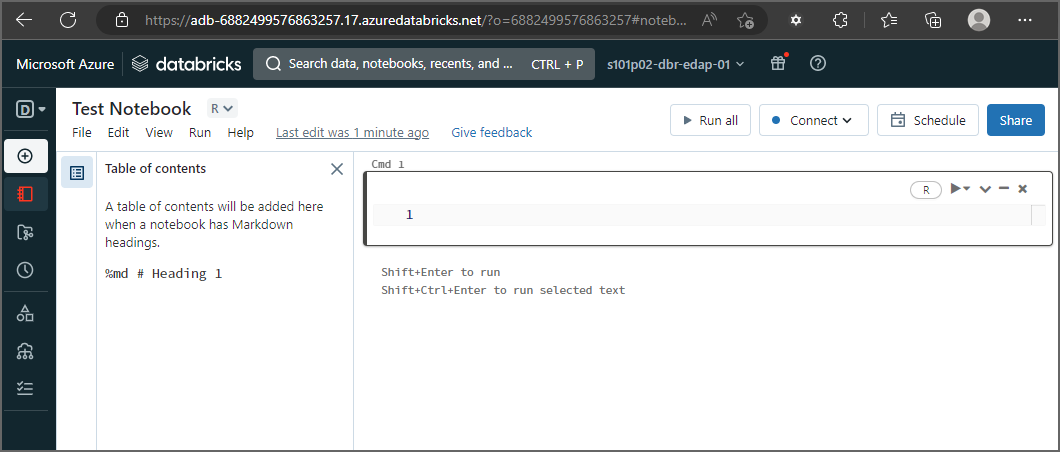 https://adb-6882499576863257.17.azuredatabricks.net/?o=6882499576863257#noteb...
Microsoft Azure databricks Search data, notebooks, recents, and ... CTRL + P s101p02-dbr-edap-01
D
Test Notebook R
File Edit View Run Help Last edit was 1 minute ago Give feedback
Run all Connect Schedule Share
Table of contents
A table of contents will be added here
when a notebook has Markdown
headings.
%md # Heading 1
Cmd 1
R
1
Shift+Enter to run
Shift+Ctrl+Enter to run selected text